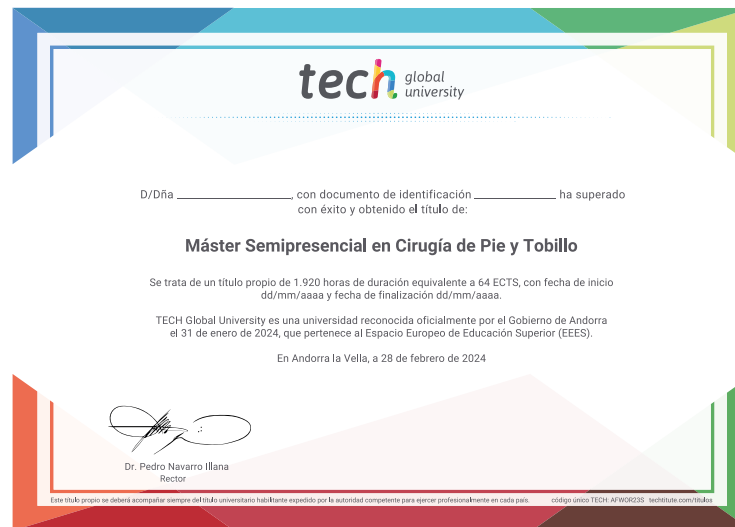 tech global
university
D/Dña ____________________, con documento de identificación ______________ ha superado
con éxito y obtenido el título de:
Máster Semipresencial en Cirugía de Pie y Tobillo
Se trata de un título propio de 1.920 horas de duración equivalente a 64 ECTS, con fecha de inicio
dd/mm/aaaa y fecha de finalización dd/mm/aaaa.
TECH Global University es una universidad reconocida oficialmente por el Gobierno de Andorra
el 31 de enero de 2024, que pertenece al Espacio Europeo de Educación Superior (EEES).
En Andorra la Vella, a 28 de febrero de 2024
Dr. Pedro Navarro Illana
Rector
Este título propio se deberá acompañar siempre del título universitario habilitante expedido por la autoridad competente para ejercer profesionalmente en cada país. código único TECH: AFWOR23S techtitute.com/titulos